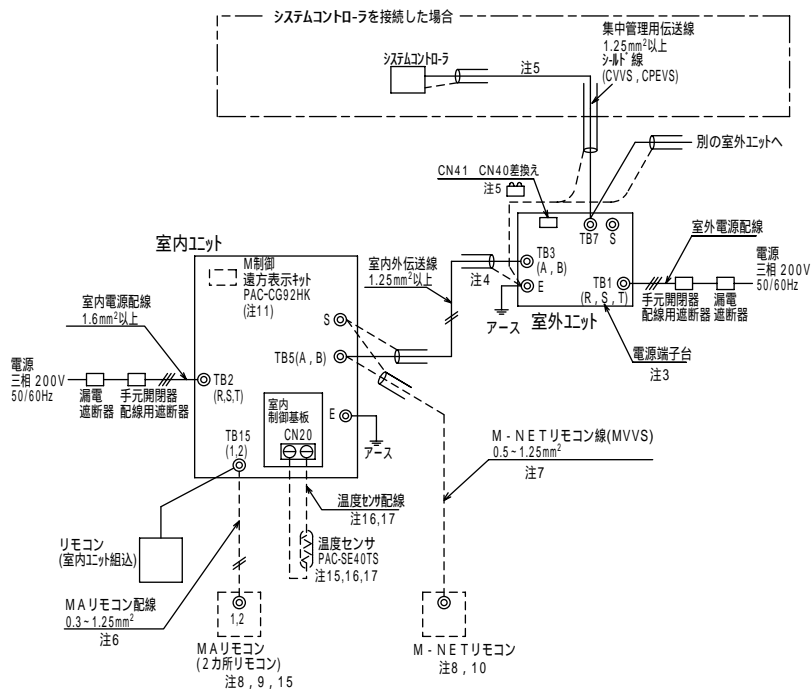 システムコントローラを接続した場合
システムコントローラ
注5
集中管理用伝送線
1.25mm²以上
シールド線
(CVVS , CPEVS)
別の室外ユニットへ
CN41 CN40差換え
注5
TB7
S
室外電源配線
電源
三相 200V
50/60Hz
TB3
(A , B)
TB1
(R , S , T)
E
手元開閉器
配線用遮断器
漏電
遮断器
アース
室外ユニット
電源端子台
注3
室内ユニット
M制御
遠方表示キット
PAC-CG92HK
(注11)
室内外伝送線
1.25mm²以上
注4
室内電源配線
1.6mm²以上
S
TB5(A , B)
電源
三相 200V
50/60Hz
漏電
遮断器
手元開閉器
配線用遮断器
TB2
(R,S,T)
室内
制御基板
CN20
E
アース
TB15
(1,2)
M - NETリモコン線(MVVS)
0.5~1.25mm²
注7
温度センサ配線
注16,17
リモコン
(室内ユニット組込)
温度センサ
PAC-SE40TS
注15,16,17
MAリモコン配線
0.3~1.25mm²
注6
1,2
MAリモコン
(2カ所リモコン)
注8 , 9 , 15
M - NETリモコン
注8 , 10